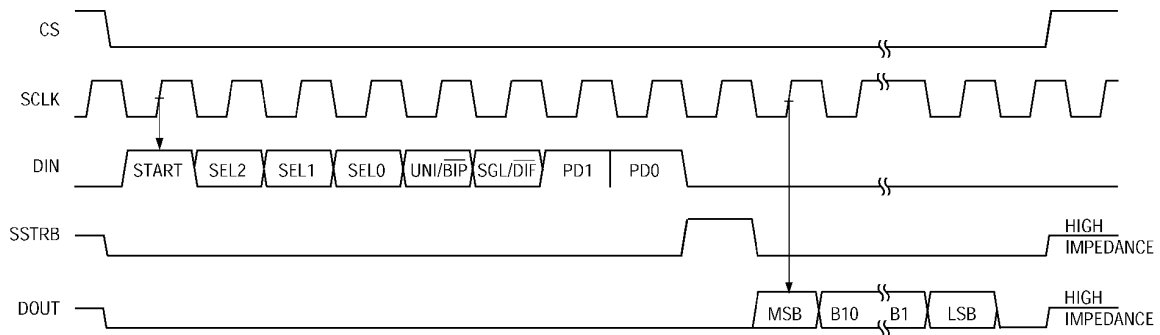 CS
SCLK
DIN
START SEL2 SEL1 SEL0 UNI/BIP SGL/DIF PD1 PD0
SSTRB
HIGH
IMPEDANCE
DOUT
MSB B10 B1 LSB
HIGH
IMPEDANCE